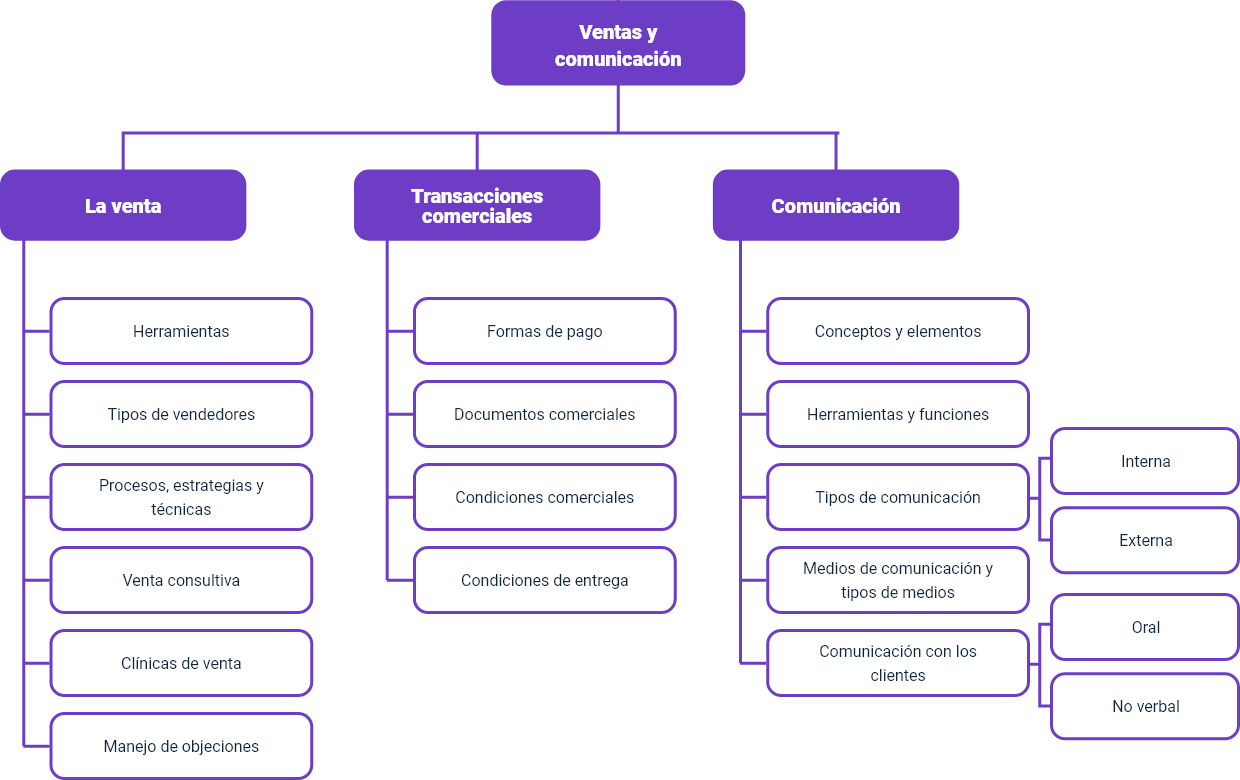 Ventas y
comunicación
La venta
Herramientas
Tipos de vendedores
Procesos, estrategias y
técnicas
Venta consultiva
Clínicas de venta
Manejo de objeciones
Transacciones
comerciales
Formas de pago
Documentos comerciales
Condiciones comerciales
Condiciones de entrega
Comunicación
Conceptos y elementos
Herramientas y funciones
Tipos de comunicación
Interna
Externa
Medios de comunicación y
tipos de medios
Comunicación con los
clientes
Oral
No verbal